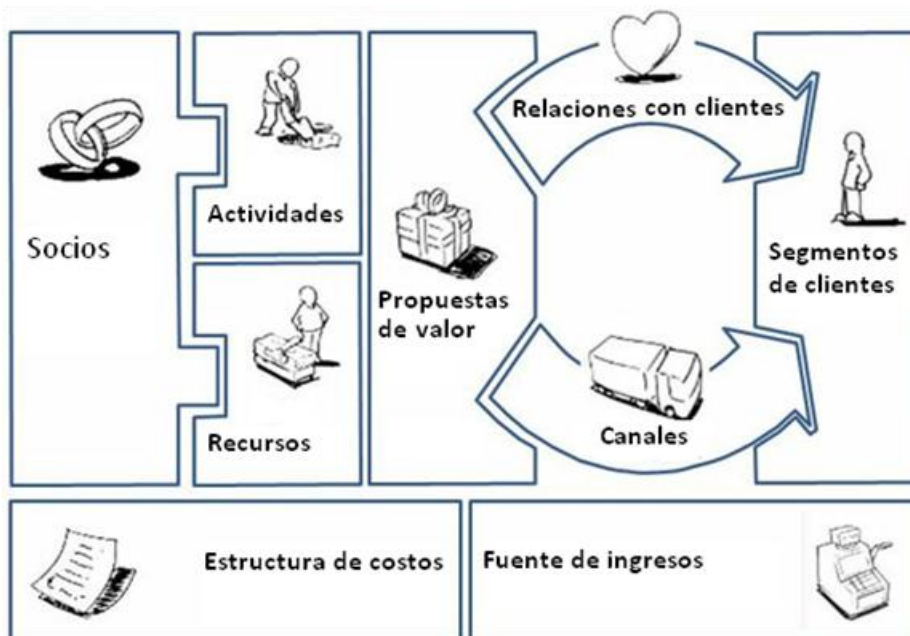 Socios
Actividades
Recursos
Propuestas
de valor
Relaciones con clientes
Canales
Segmentos
de clientes
Estructura de costos
Fuente de ingresos